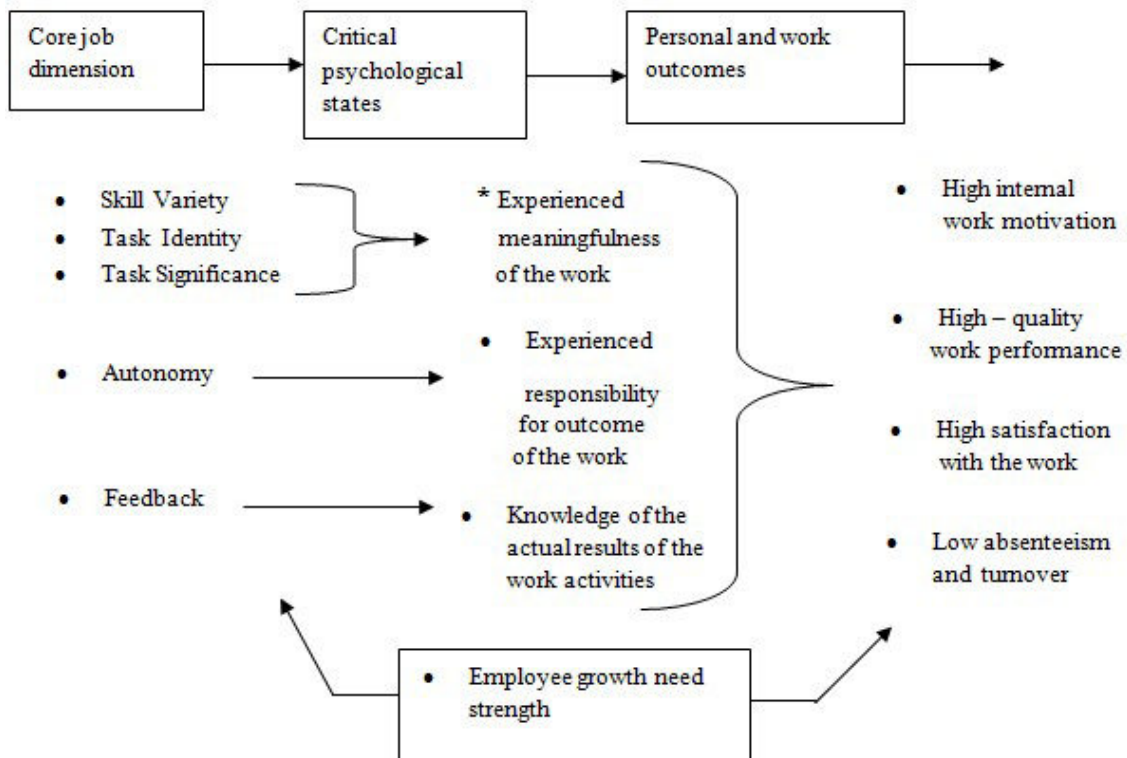 Core job
dimension
Critical
psychological
states
Personal and work
outcomes
• Skill Variety
• Task Identity
• Task Significance
* Experienced
meaningfulness
of the work
• High internal
work motivation
• Autonomy
• Experienced
responsibility
for outcome
of the work
• High – quality
work performance
• High satisfaction
with the work
• Feedback
• Knowledge of the
actual results of the
work activities
• Low absenteeism
and turnover
• Employee growth need
strength